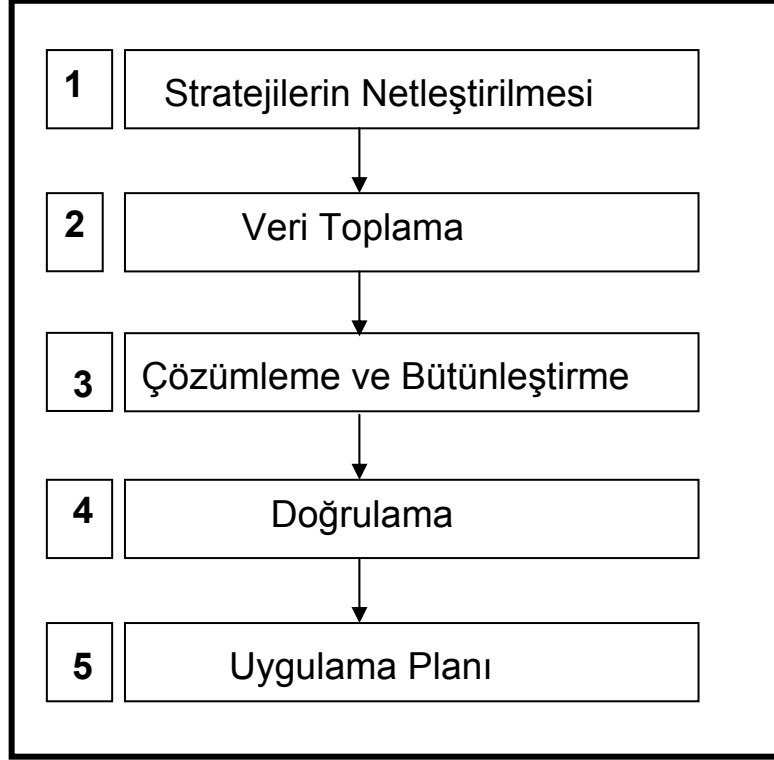 1 Stratejilerin Netleştirilmesi
2 Veri Toplama
3 Çözümleme ve Bütünleştirme
4 Doğrulama
5 Uygulama Planı